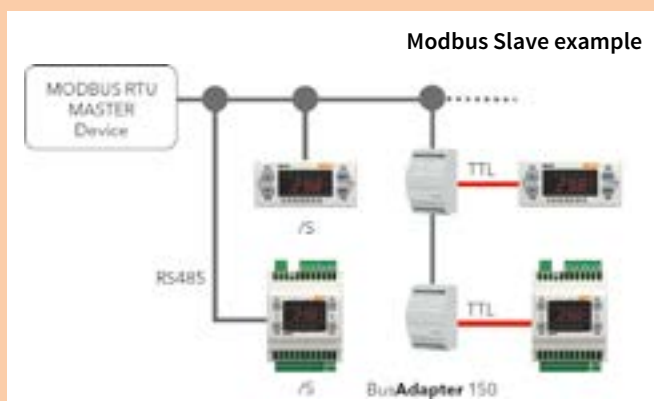 Modbus Slave example
MODBUS RTU
MASTER
Device
TTL
/S
RS485
TTL
/S
BusAdapter 150